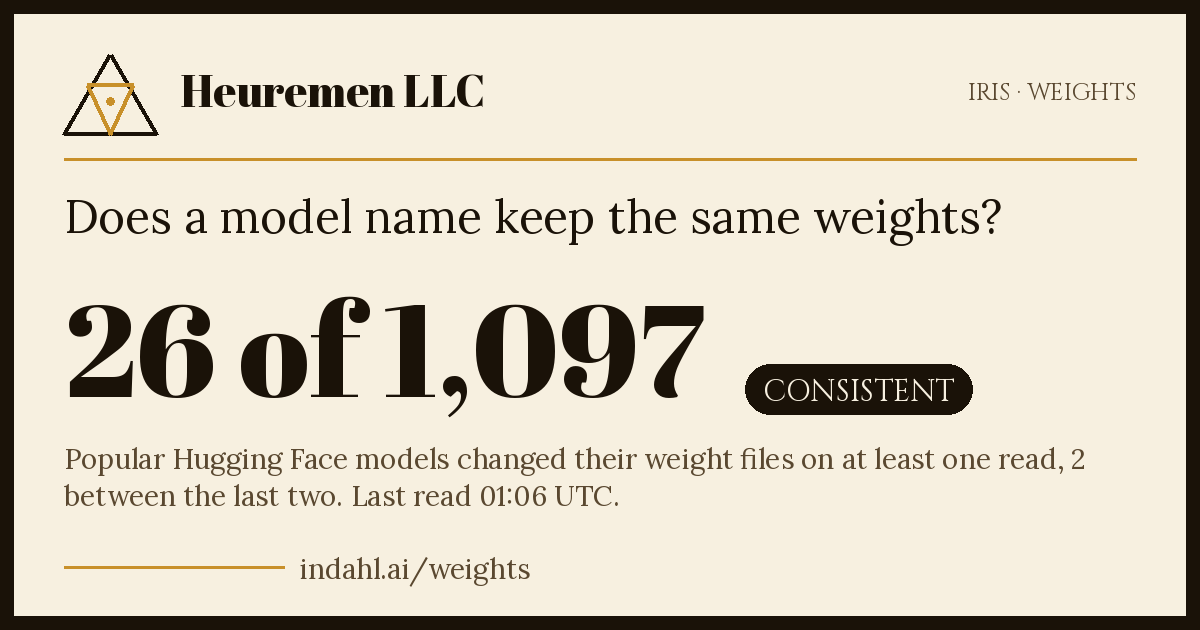 Heuremen LLC
IRIS · WEIGHTS
Does a model name keep the same weights?
26 of 1,097
CONSISTENT
Popular Hugging Face models changed their weight files on at least one read, 2
between the last two. Last read 01:06 UTC.
indahl.ai/weights